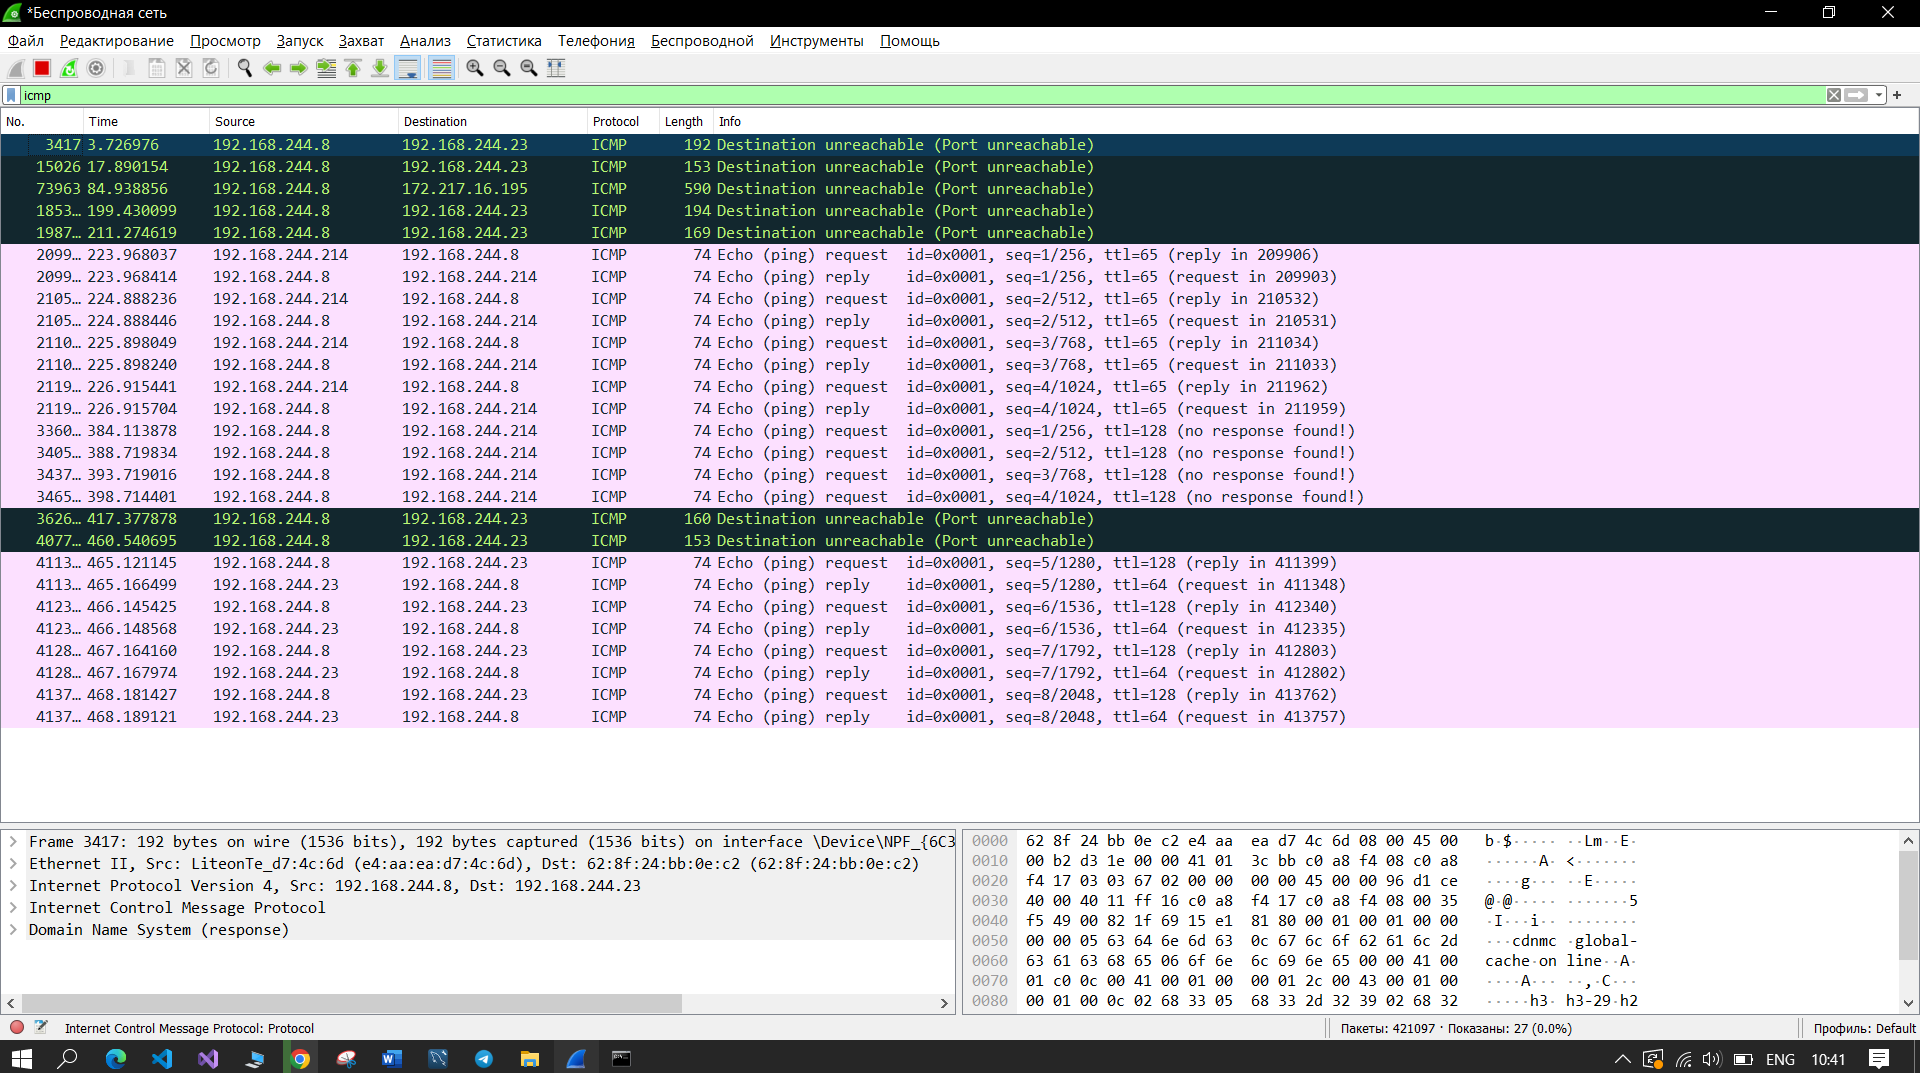 *Беспроводная сеть
Файл Редактирование Просмотр Запуск Захват Анализ Статистика Телефония Беспроводной Инструменты Помощь
icmp
No. Time Source Destination Protocol Length Info
3417 3.726976 192.168.244.8 192.168.244.23 ICMP 192 Destination unreachable (Port unreachable)
15026 17.890154 192.168.244.8 192.168.244.23 ICMP 153 Destination unreachable (Port unreachable)
73963 84.938856 192.168.244.8 172.217.16.195 ICMP 590 Destination unreachable (Port unreachable)
1853… 199.430099 192.168.244.8 192.168.244.23 ICMP 194 Destination unreachable (Port unreachable)
1987… 211.274619 192.168.244.8 192.168.244.23 ICMP 169 Destination unreachable (Port unreachable)
2099… 223.968037 192.168.244.214 192.168.244.8 ICMP 74 Echo (ping) request id=0x0001, seq=1/256, ttl=65 (reply in 209906)
2099… 223.968414 192.168.244.8 192.168.244.214 ICMP 74 Echo (ping) reply id=0x0001, seq=1/256, ttl=65 (request in 209903)
2105… 224.888236 192.168.244.214 192.168.244.8 ICMP 74 Echo (ping) request id=0x0001, seq=2/512, ttl=65 (reply in 210532)
2105… 224.888446 192.168.244.8 192.168.244.214 ICMP 74 Echo (ping) reply id=0x0001, seq=2/512, ttl=65 (request in 210531)
2110… 225.898049 192.168.244.214 192.168.244.8 ICMP 74 Echo (ping) request id=0x0001, seq=3/768, ttl=65 (reply in 211034)
2110… 225.898240 192.168.244.8 192.168.244.214 ICMP 74 Echo (ping) reply id=0x0001, seq=3/768, ttl=65 (request in 211033)
2119… 226.915441 192.168.244.214 192.168.244.8 ICMP 74 Echo (ping) request id=0x0001, seq=4/1024, ttl=65 (reply in 211962)
2119… 226.915704 192.168.244.8 192.168.244.214 ICMP 74 Echo (ping) reply id=0x0001, seq=4/1024, ttl=65 (request in 211959)
3360… 384.113878 192.168.244.8 192.168.244.214 ICMP 74 Echo (ping) request id=0x0001, seq=1/256, ttl=128 (no response found!)
3405… 388.719834 192.168.244.8 192.168.244.214 ICMP 74 Echo (ping) request id=0x0001, seq=2/512, ttl=128 (no response found!)
3437… 393.719016 192.168.244.8 192.168.244.214 ICMP 74 Echo (ping) request id=0x0001, seq=3/768, ttl=128 (no response found!)
3465… 398.714401 192.168.244.8 192.168.244.214 ICMP 74 Echo (ping) request id=0x0001, seq=4/1024, ttl=128 (no response found!)
3626… 417.377878 192.168.244.8 192.168.244.23 ICMP 160 Destination unreachable (Port unreachable)
4077… 460.540695 192.168.244.8 192.168.244.23 ICMP 153 Destination unreachable (Port unreachable)
4113… 465.121145 192.168.244.8 192.168.244.23 ICMP 74 Echo (ping) request id=0x0001, seq=5/1280, ttl=128 (reply in 411399)
4113… 465.166499 192.168.244.23 192.168.244.8 ICMP 74 Echo (ping) reply id=0x0001, seq=5/1280, ttl=64 (request in 411348)
4123… 466.145425 192.168.244.8 192.168.244.23 ICMP 74 Echo (ping) request id=0x0001, seq=6/1536, ttl=128 (reply in 412340)
4123… 466.148568 192.168.244.23 192.168.244.8 ICMP 74 Echo (ping) reply id=0x0001, seq=6/1536, ttl=64 (request in 412335)
4128… 467.164160 192.168.244.8 192.168.244.23 ICMP 74 Echo (ping) request id=0x0001, seq=7/1792, ttl=128 (reply in 412803)
4128… 467.167974 192.168.244.23 192.168.244.8 ICMP 74 Echo (ping) reply id=0x0001, seq=7/1792, ttl=64 (request in 412802)
4137… 468.181427 192.168.244.8 192.168.244.23 ICMP 74 Echo (ping) request id=0x0001, seq=8/2048, ttl=128 (reply in 413762)
4137… 468.189121 192.168.244.23 192.168.244.8 ICMP 74 Echo (ping) reply id=0x0001, seq=8/2048, ttl=64 (request in 413757)
Frame 3417: 192 bytes on wire (1536 bits), 192 bytes captured (1536 bits) on interface \Device\NPF_{6C3
Ethernet II, Src: LiteonTe_d7:4c:6d (e4:aa:ea:d7:4c:6d), Dst: 62:8f:24:bb:0e:c2 (62:8f:24:bb:0e:c2)
Internet Protocol Version 4, Src: 192.168.244.8, Dst: 192.168.244.23
Internet Control Message Protocol
Domain Name System (response)
0000 62 8f 24 bb 0e c2 e4 aa ea d7 4c 6d 08 00 45 00 b·$····· ··Lm··E·
0010 00 b2 d3 1e 00 00 41 01 3c bb c0 a8 f4 08 c0 a8 ······A· <·······
0020 f4 17 03 03 67 02 00 00 00 00 45 00 00 96 d1 ce ····g··· ··E·····
0030 40 00 40 11 ff 16 c0 a8 f4 17 c0 a8 f4 08 00 35 @·@····· ·······5
0040 f5 49 00 82 1f 69 15 e1 81 80 00 01 00 01 00 00 ·I···i·· ········
0050 00 00 05 63 64 6e 6d 63 0c 67 6c 6f 62 61 6c 2d ···cdnmc ·global-
0060 63 61 63 68 65 06 6f 6e 6c 69 6e 65 00 00 41 00 cache·on line··A·
0070 01 c0 0c 00 41 00 01 00 00 01 2c 00 43 00 01 00 ····A··· ··,·C···
0080 00 01 00 0c 02 68 33 05 68 33 2d 32 39 02 68 32 ·····h3· h3-29·h2
Internet Control Message Protocol: Protocol
Пакеты: 421097 · Показаны: 27 (0.0%)
Профиль: Default
ENG 10:41